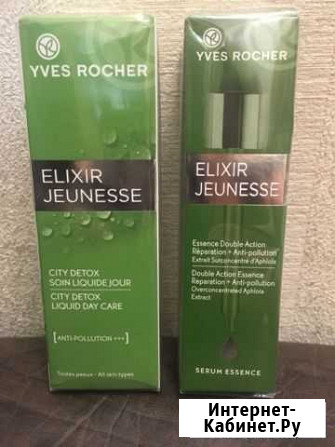 YVES ROCHER
ELIXIR
JEUNESSE
CITY DETOX
SOIN LIQUIDE JOUR
CITY DETOX
LIQUID DAY CARE
[ANTI-POLLUTION +++]
Toutes peaux - All skin types
YVES ROCHER
ELIXIR
JEUNESSE
Essence Double Action
Réparation + Anti-pollution
Extrait Surconcentré d'Aphloia
Double Action Essence
Reparation + Anti-pollution
Overconcentrated Aphloia
Extract
SERUM ESSENCE
Интернет-
Кабинет.Ру